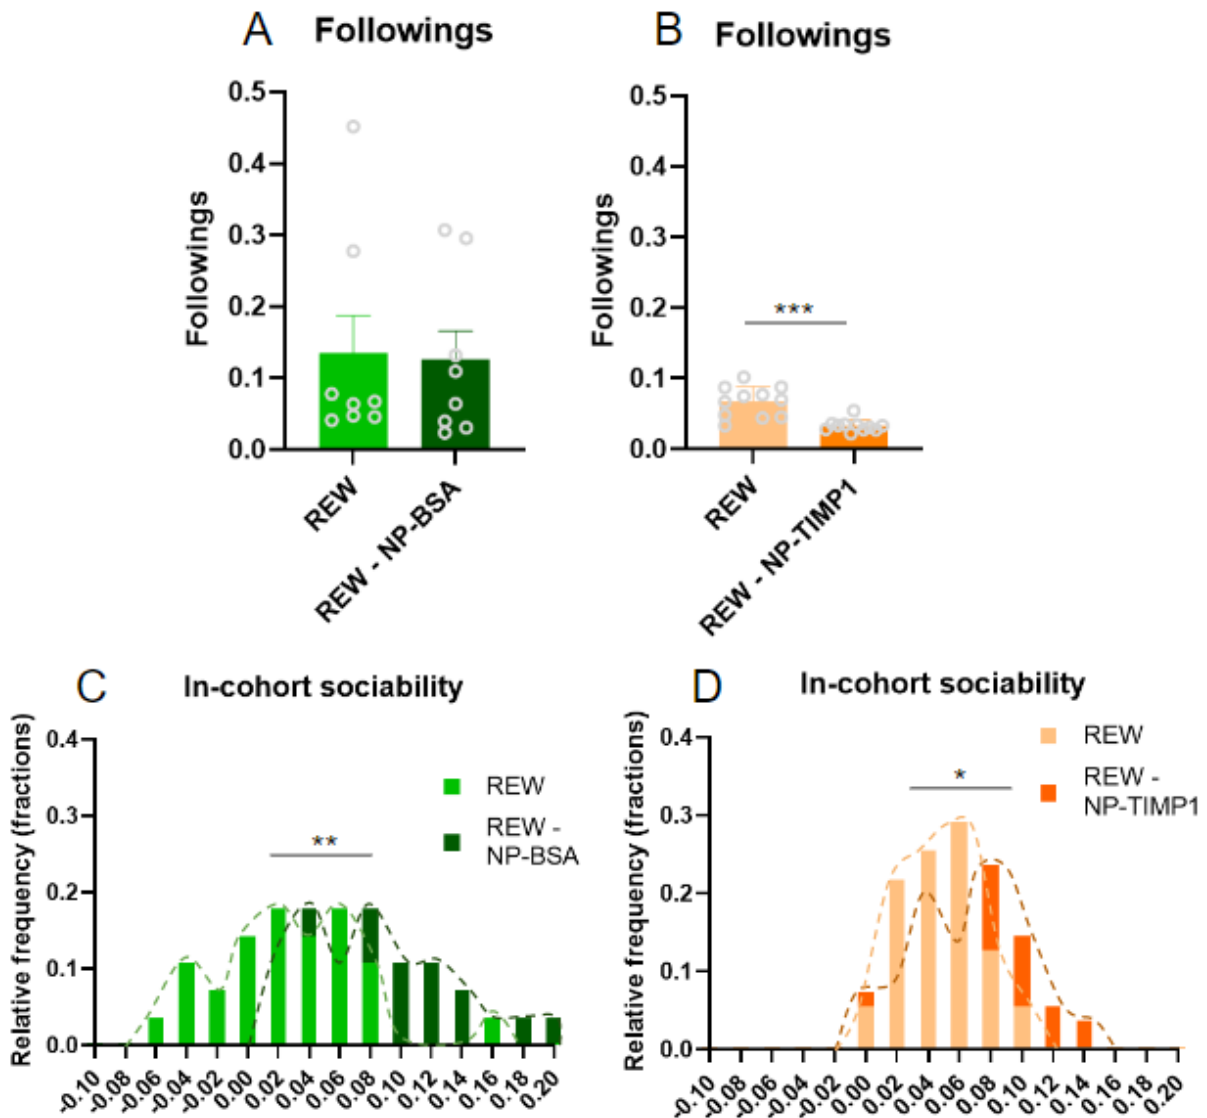 A Followings
Followings
0.5
0.4
0.3
0.2
0.1
0.0
REW
REW - NP-BSA
B Followings
Followings
0.5
0.4
0.3
0.2
0.1
0.0
***
REW
REW - NP-TIMP1
C In-cohort sociability
Relative frequency (fractions)
0.4
0.3
0.2
0.1
0.0
**
REW
REW -
NP-BSA
-0.10 -0.08 -0.06 -0.04 -0.02 0.00 0.02 0.04 0.06 0.08 0.10 0.12 0.14 0.16 0.18 0.20
D In-cohort sociability
Relative frequency (fractions)
0.4
0.3
0.2
0.1
0.0
*
REW
REW -
NP-TIMP1
-0.10 -0.08 -0.06 -0.04 -0.02 0.00 0.02 0.04 0.06 0.08 0.10 0.12 0.14 0.16 0.18 0.20